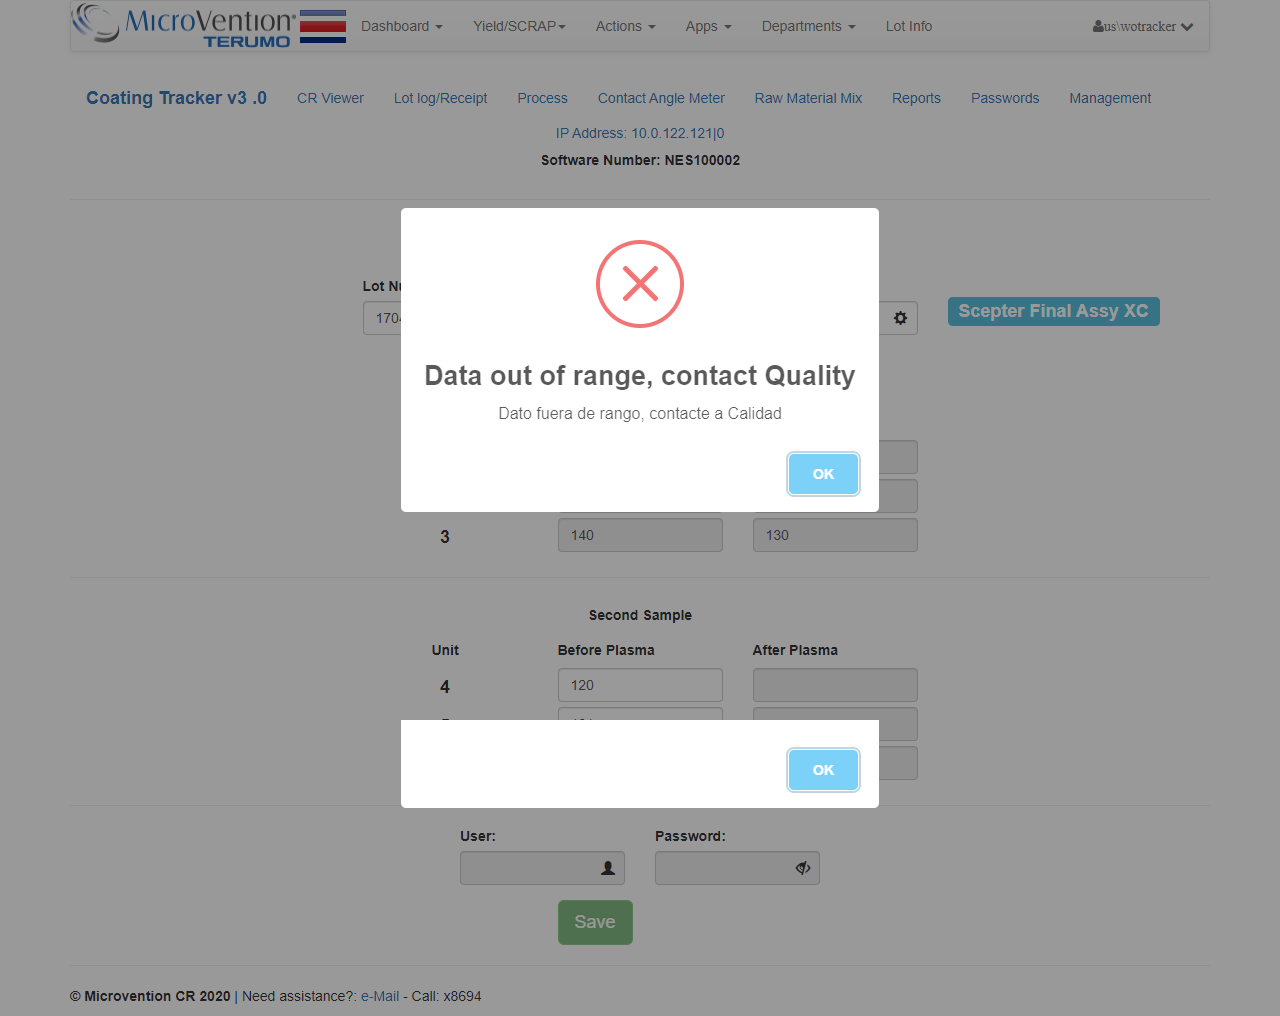 MicroVention TERUMO Dashboard Yield/SCRAP Actions Apps Departments Lot Info us\wotracker
Coating Tracker v3 .0 CR Viewer Lot log/Receipt Process Contact Angle Meter Raw Material Mix Reports Passwords Management
IP Address: 10.0.122.121|0
Software Number: NES100002
Lot
Scepter Final Assy XC
Data out of range, contact Quality
Dato fuera de rango, contacte a Calidad
OK
3 140 130
Second Sample
Unit Before Plasma After Plasma
4 120
OK
User: Password:
Save
© Microvention CR 2020 | Need assistance?: e-Mail - Call: x8694